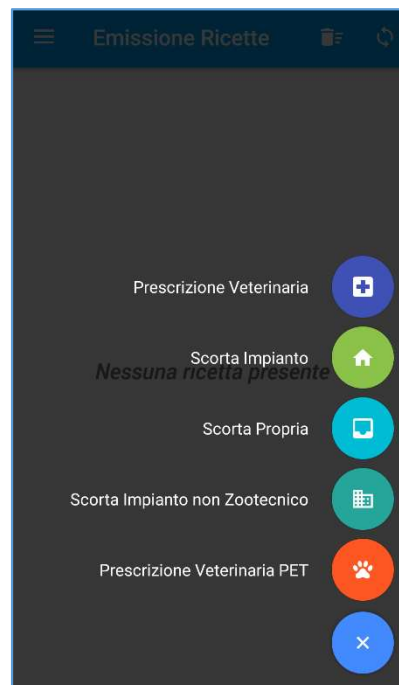 Emissione Ricette
Prescrizione Veterinaria
Scorta Impianto
Nessuna ricetta presente
Scorta Propria
Scorta Impianto non Zootecnico
Prescrizione Veterinaria PET